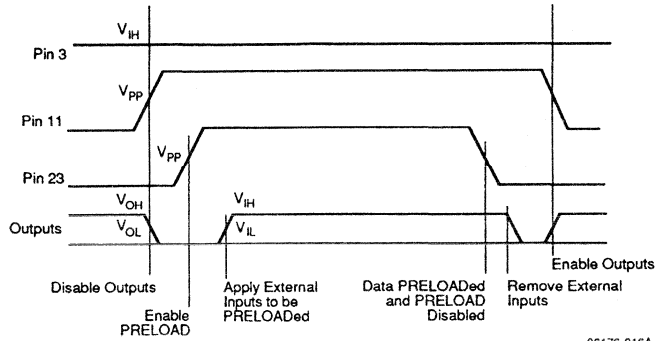 VIH
Pin 3
VPP
Pin 11
VPP
Pin 23
VOH
VIH
Outputs
VOL
VIL
Enable Outputs
Disable Outputs
Enable
PRELOAD
Apply External
Inputs to be
PRELOADed
Data PRELOADed
and PRELOAD
Disabled
Remove External
Inputs